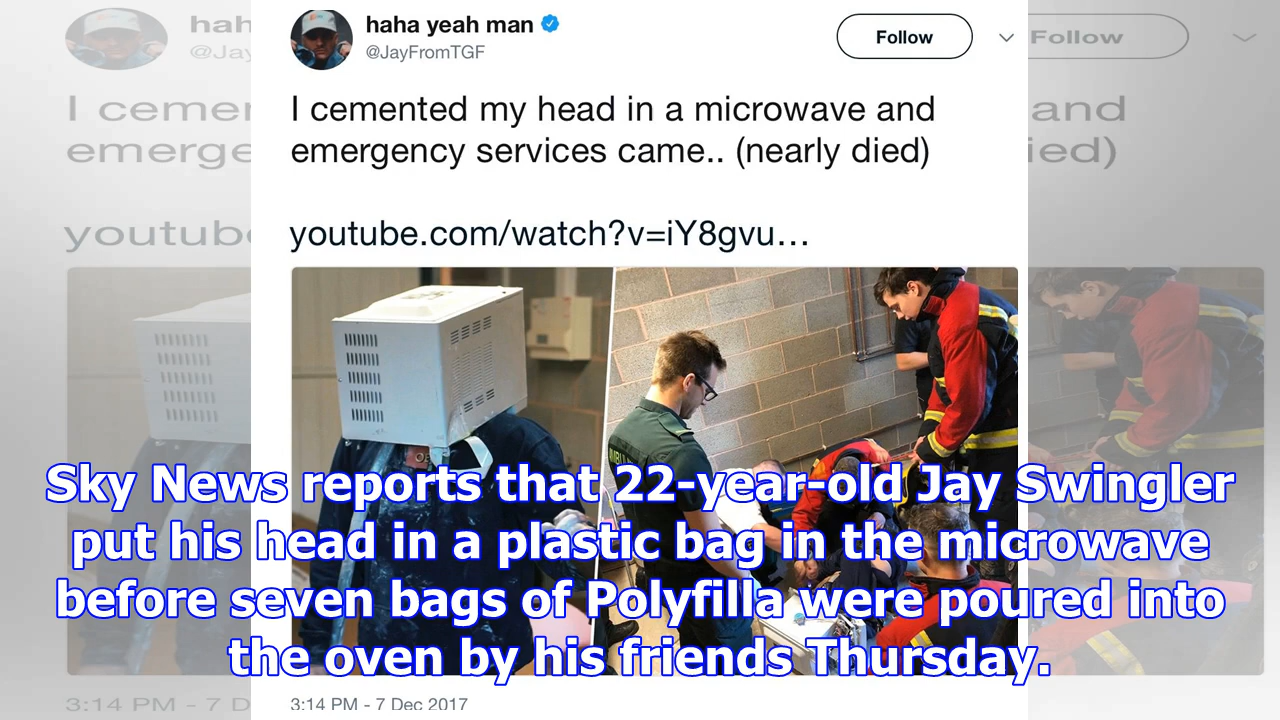 haha yeah man
@JayFromTGF
Follow
I cemented my head in a microwave and
emergency services came.. (nearly died)
youtube.com/watch?v=iY8gvu...
Sky News reports that 22-year-old Jay Swingler
put his head in a plastic bag in the microwave
before seven bags of Polyfilla were poured into
the oven by his friends Thursday.
3:14 PM - 7 Dec 2017